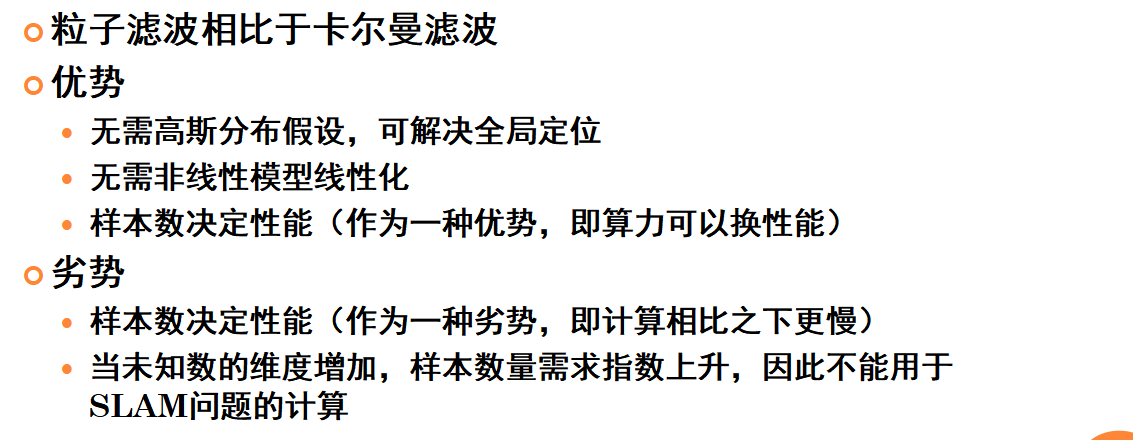 粒子滤波相比于卡尔曼滤波
优势
无需高斯分布假设，可解决全局定位
无需非线性模型线性化
样本数决定性能（作为一种优势，即算力可以换性能）
劣势
样本数决定性能（作为一种劣势，即计算相比之下更慢）
当未知数的维度增加，样本数量需求指数上升，因此不能用于
SLAM问题的计算